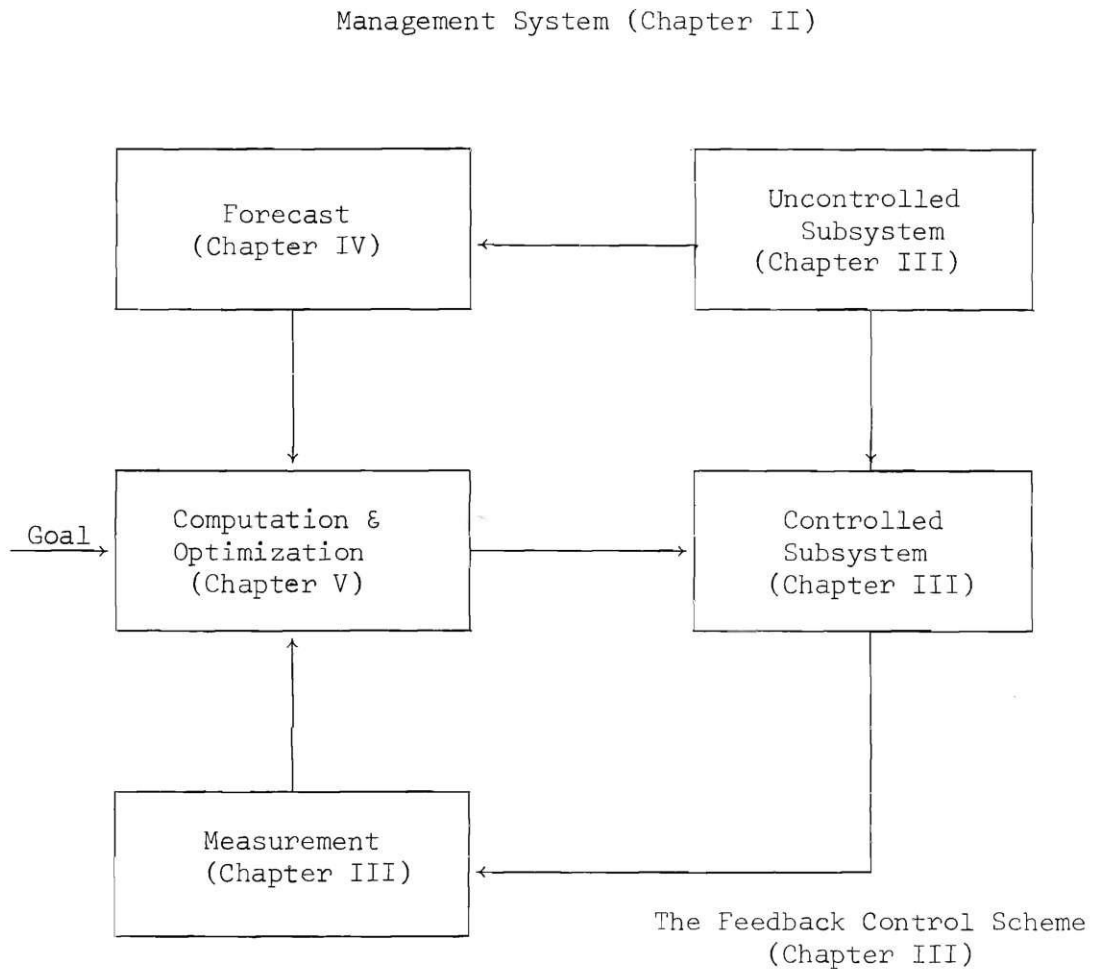 Management System (Chapter II)
Forecast
(Chapter IV)
Uncontrolled
Subsystem
(Chapter III)
Goal
Computation &
Optimization
(Chapter V)
Controlled
Subsystem
(Chapter III)
Measurement
(Chapter III)
The Feedback Control Scheme
(Chapter III)